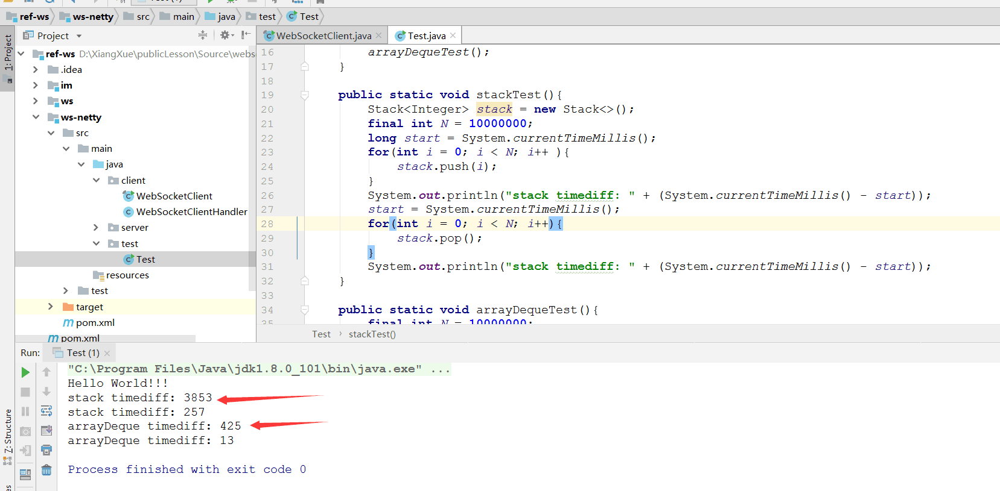 ref-ws ws-netty src main java test Test
Project
WebSocketClient.java
Test.java
1: Project
ref-ws D:\XiangXue\publicLesson\Source\webs
.idea
im
ws
ws-netty
src
main
java
client
WebSocketClient
WebSocketClientHandler
server
test
Test
resources
test
target
pom.xml
pom.xml
16 arrayDequeTest();
17 }
18
19 public static void stackTest(){
20 Stack<Integer> stack = new Stack<>();
21 final int N = 10000000;
22 long start = System.currentTimeMillis();
23 for(int i = 0; i < N; i++ ){
24 stack.push(i);
25 }
26 System.out.println("stack timediff: " + (System.currentTimeMillis() - start));
27 start = System.currentTimeMillis();
28 for(int i = 0; i < N; i++){
29 stack.pop();
30 }
31 System.out.println("stack timediff: " + (System.currentTimeMillis() - start));
32 }
33
34 public static void arrayDequeTest(){
35 final int N = 10000000;
Test › stackTest()
Run: Test (1)
"C:\Program Files\Java\jdk1.8.0_101\bin\java.exe" ...
Hello World!!!
stack timediff: 3853
stack timediff: 257
arrayDeque timediff: 425
arrayDeque timediff: 13
Process finished with exit code 0
7: Structure